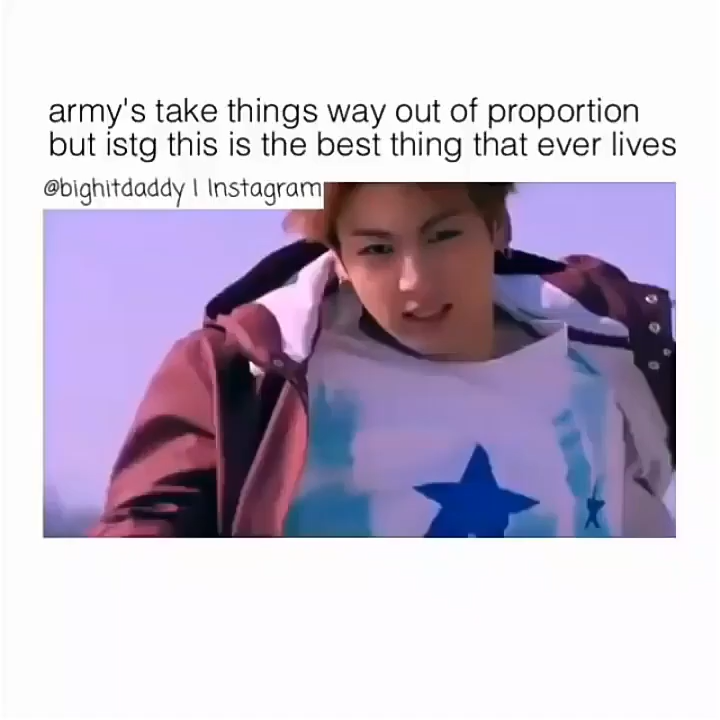 army's take things way out of proportion
but istg this is the best thing that ever lives
@bighitdaddy | Instagram